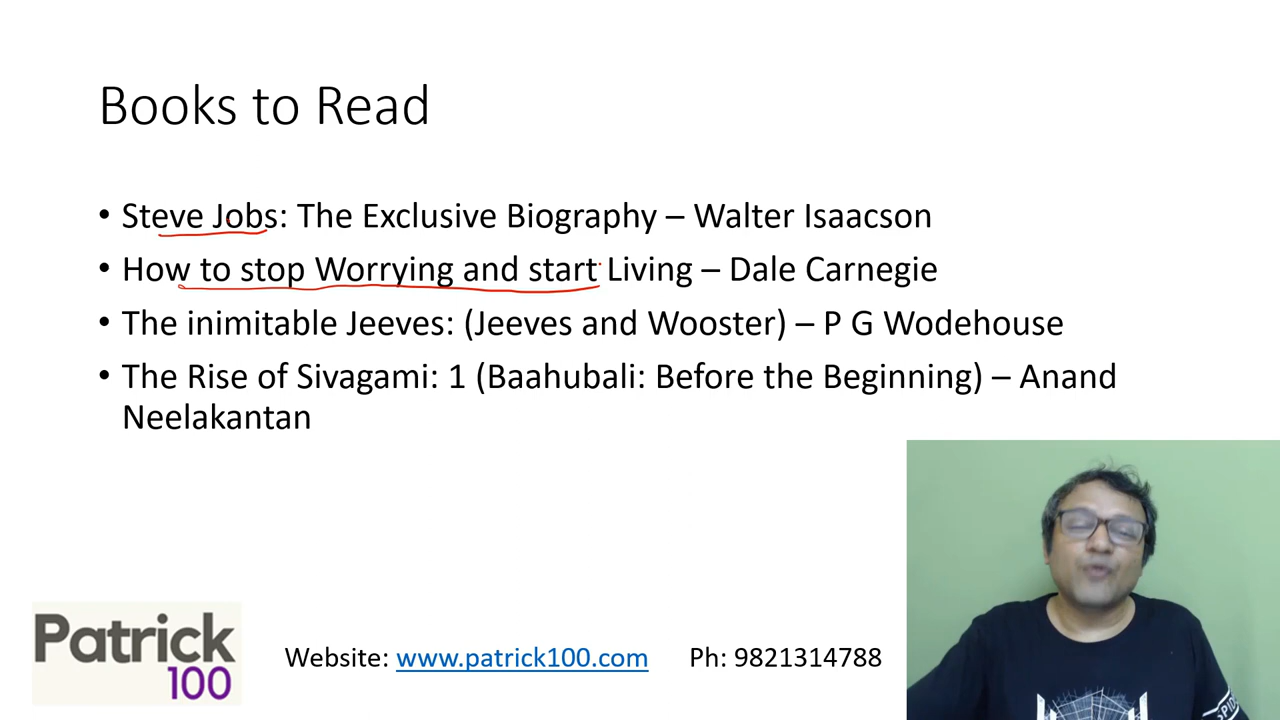 Books to Read
• Steve Jobs: The Exclusive Biography – Walter Isaacson
• How to stop Worrying and start Living – Dale Carnegie
• The inimitable Jeeves: (Jeeves and Wooster) – P G Wodehouse
• The Rise of Sivagami: 1 (Baahubali: Before the Beginning) – Anand
Neelakantan
Patrick
100
Website: www.patrick100.com Ph: 9821314788